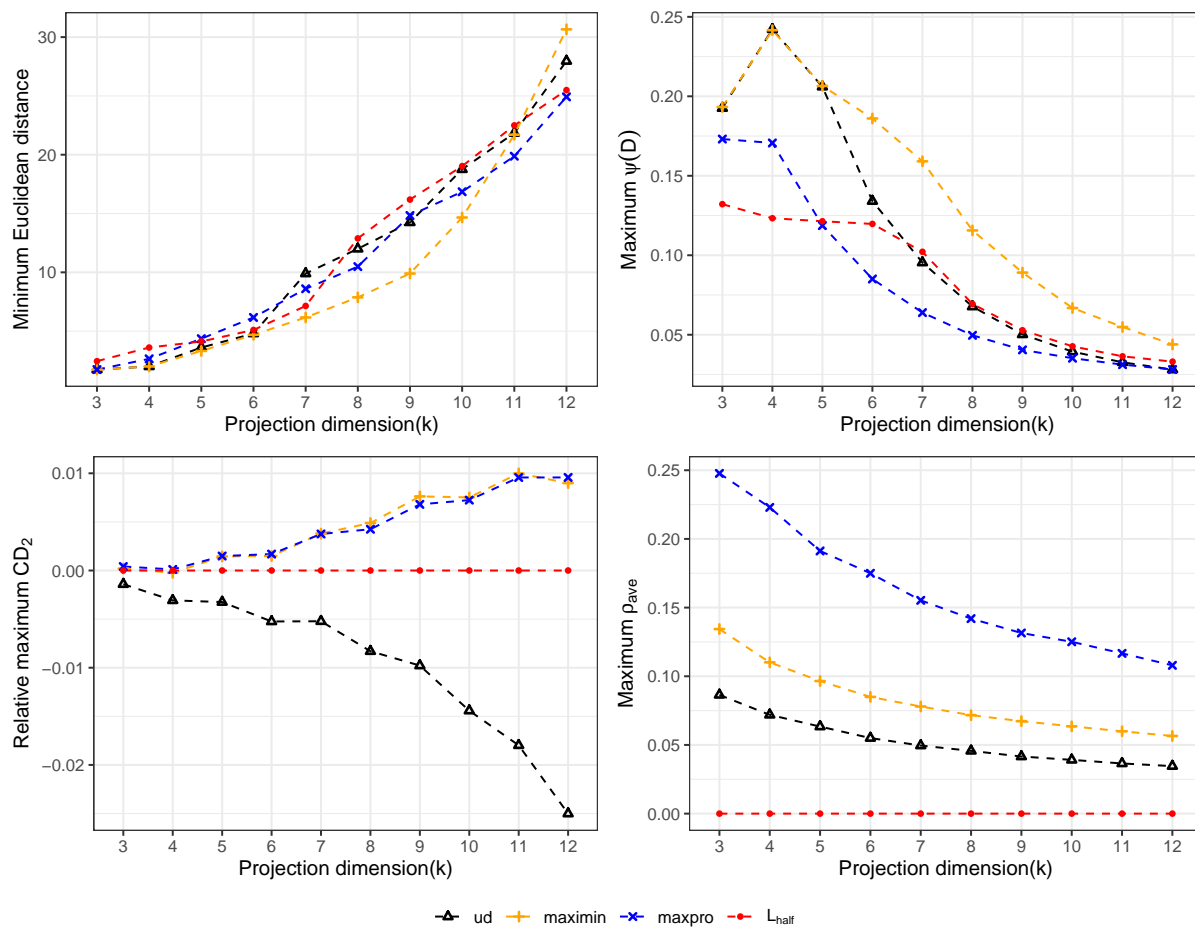 Minimum Euclidean distance
30
20
10
3 4 5 6 7 8 9 10 11 12
Projection dimension(k)
Maximum ψ(D)
0.25
0.20
0.15
0.10
0.05
3 4 5 6 7 8 9 10 11 12
Projection dimension(k)
Relative maximum CD₂
0.01
0.00
−0.01
−0.02
3 4 5 6 7 8 9 10 11 12
Projection dimension(k)
Maximum ρ_ave
0.25
0.20
0.15
0.10
0.05
0.00
3 4 5 6 7 8 9 10 11 12
Projection dimension(k)
ud maximin maxpro L_half